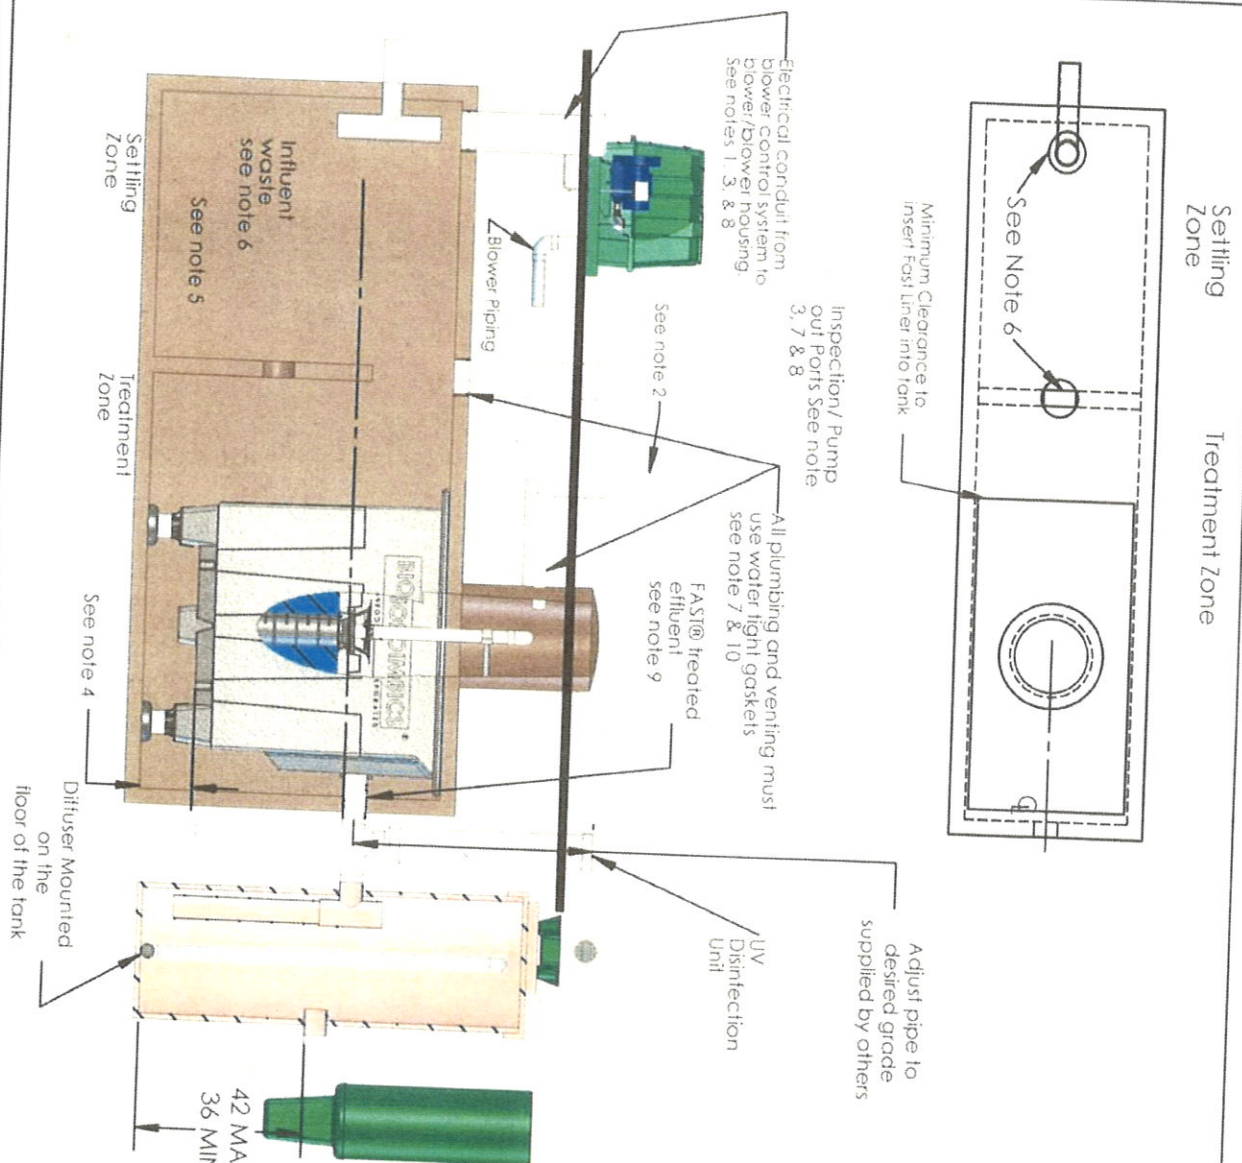 Settling
Zone
Treatment Zone
See Note 6
Minimum Clearance to
insert Fast Liner into tank
Electrical conduit from
blower control system to
blower/blower housing.
See notes 1, 3, & 8
Inspection/ Pump
out Ports See note
3, 7 & 8
All plumbing and venting must
use water tight gaskets
see note 7 & 10
Adjust pipe to
desired grade
supplied by others
See note 2
FAST® treated
effluent
see note 9
UV
Disinfection
Unit
Blower Piping
Influent
waste
see note 6
See note 5
BIO
MICS®
Settling
Zone
Treatment
Zone
See note 4
Diffuser Mounted
on the
floor of the tank
42 MA
36 MIN